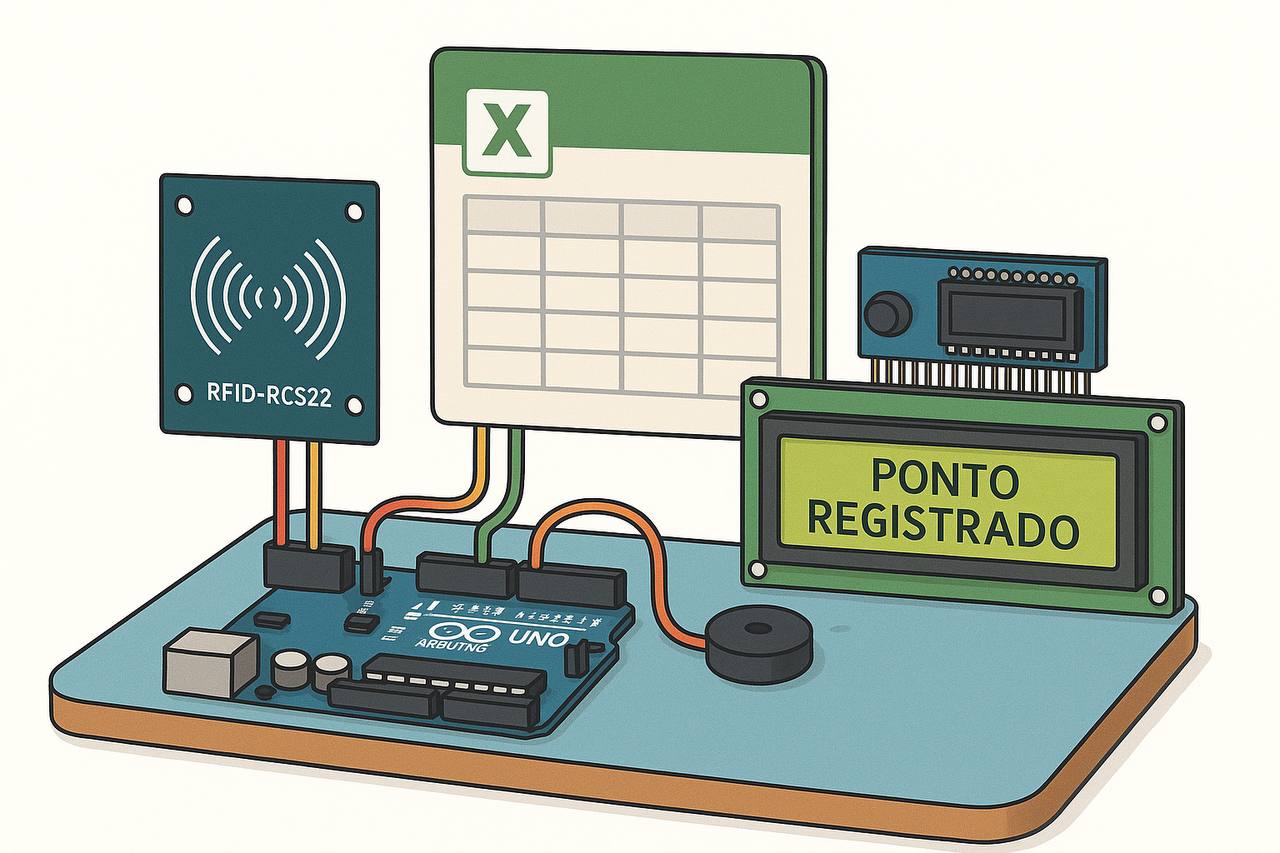 X
RFID-RCS22
PONTO
REGISTRADO
UNO
ARBUTNG